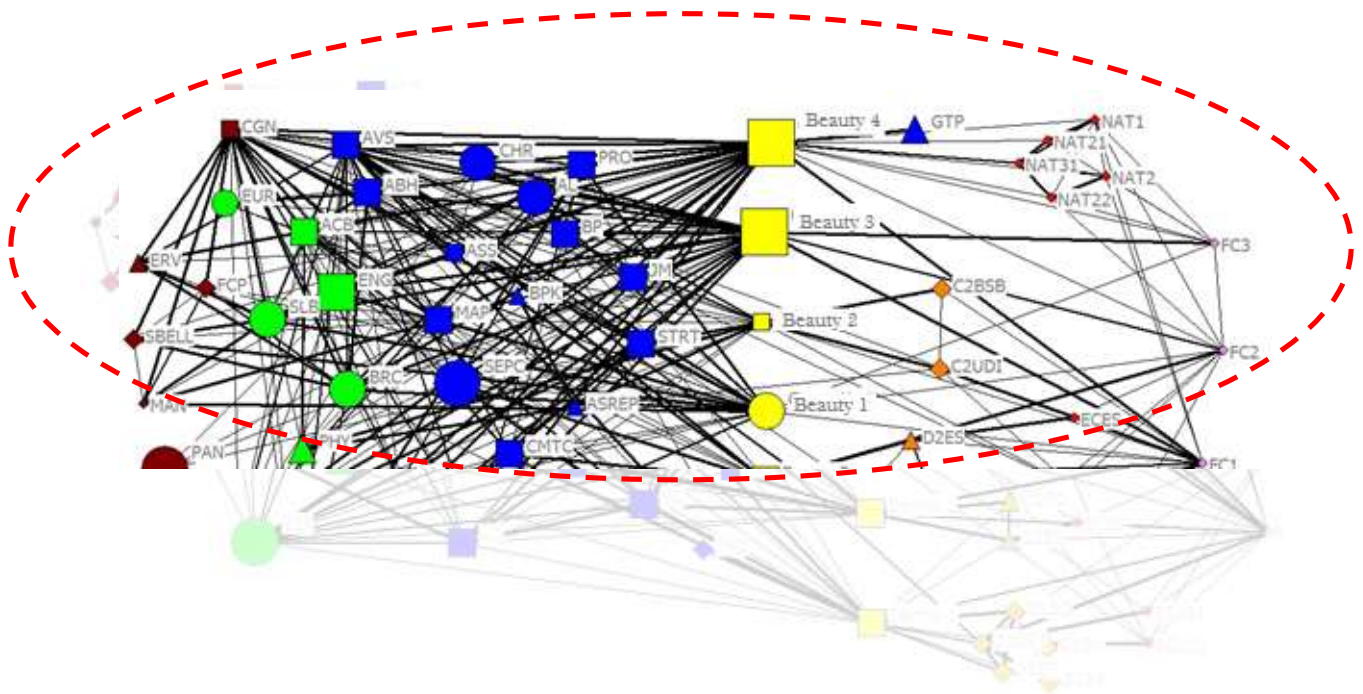 CGN
AVS
CHR
PRO
Beauty 4
GTP
NAT1
NAT21
NAT31
NAT2
NAT22
ABH
AL
EUR
ACB
ASS
BP
Beauty 3
FC3
ERV
FCP
ENG
BPK
JM
C2BSB
SLB
MAP
STRT
Beauty 2
SBELL
FC2
BRC
SEPC
C2UDI
MAN
ASREP
Beauty 1
ECES
PHY
CMTC
D2ES
CPAN
FC1